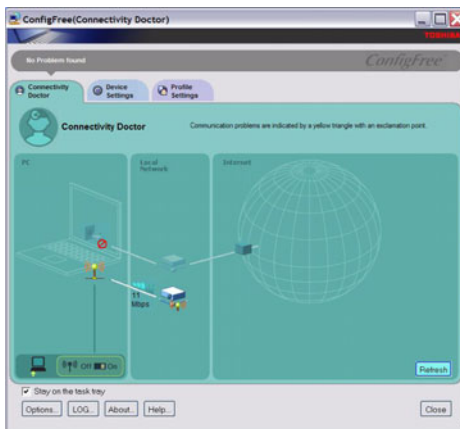 ConfigFree(Connectivity Doctor)
TOSHIBA
No Problem found
ConfigFree™
Connectivity
Doctor
Device
Settings
Profile
Settings
Connectivity Doctor
Communication problems are indicated by a yellow triangle with an exclamation point.
PC
Local
Network
Internet
11
Mbps
Off
On
Refresh
Stay on the task tray
Options...
LOG...
About...
Help...
Close